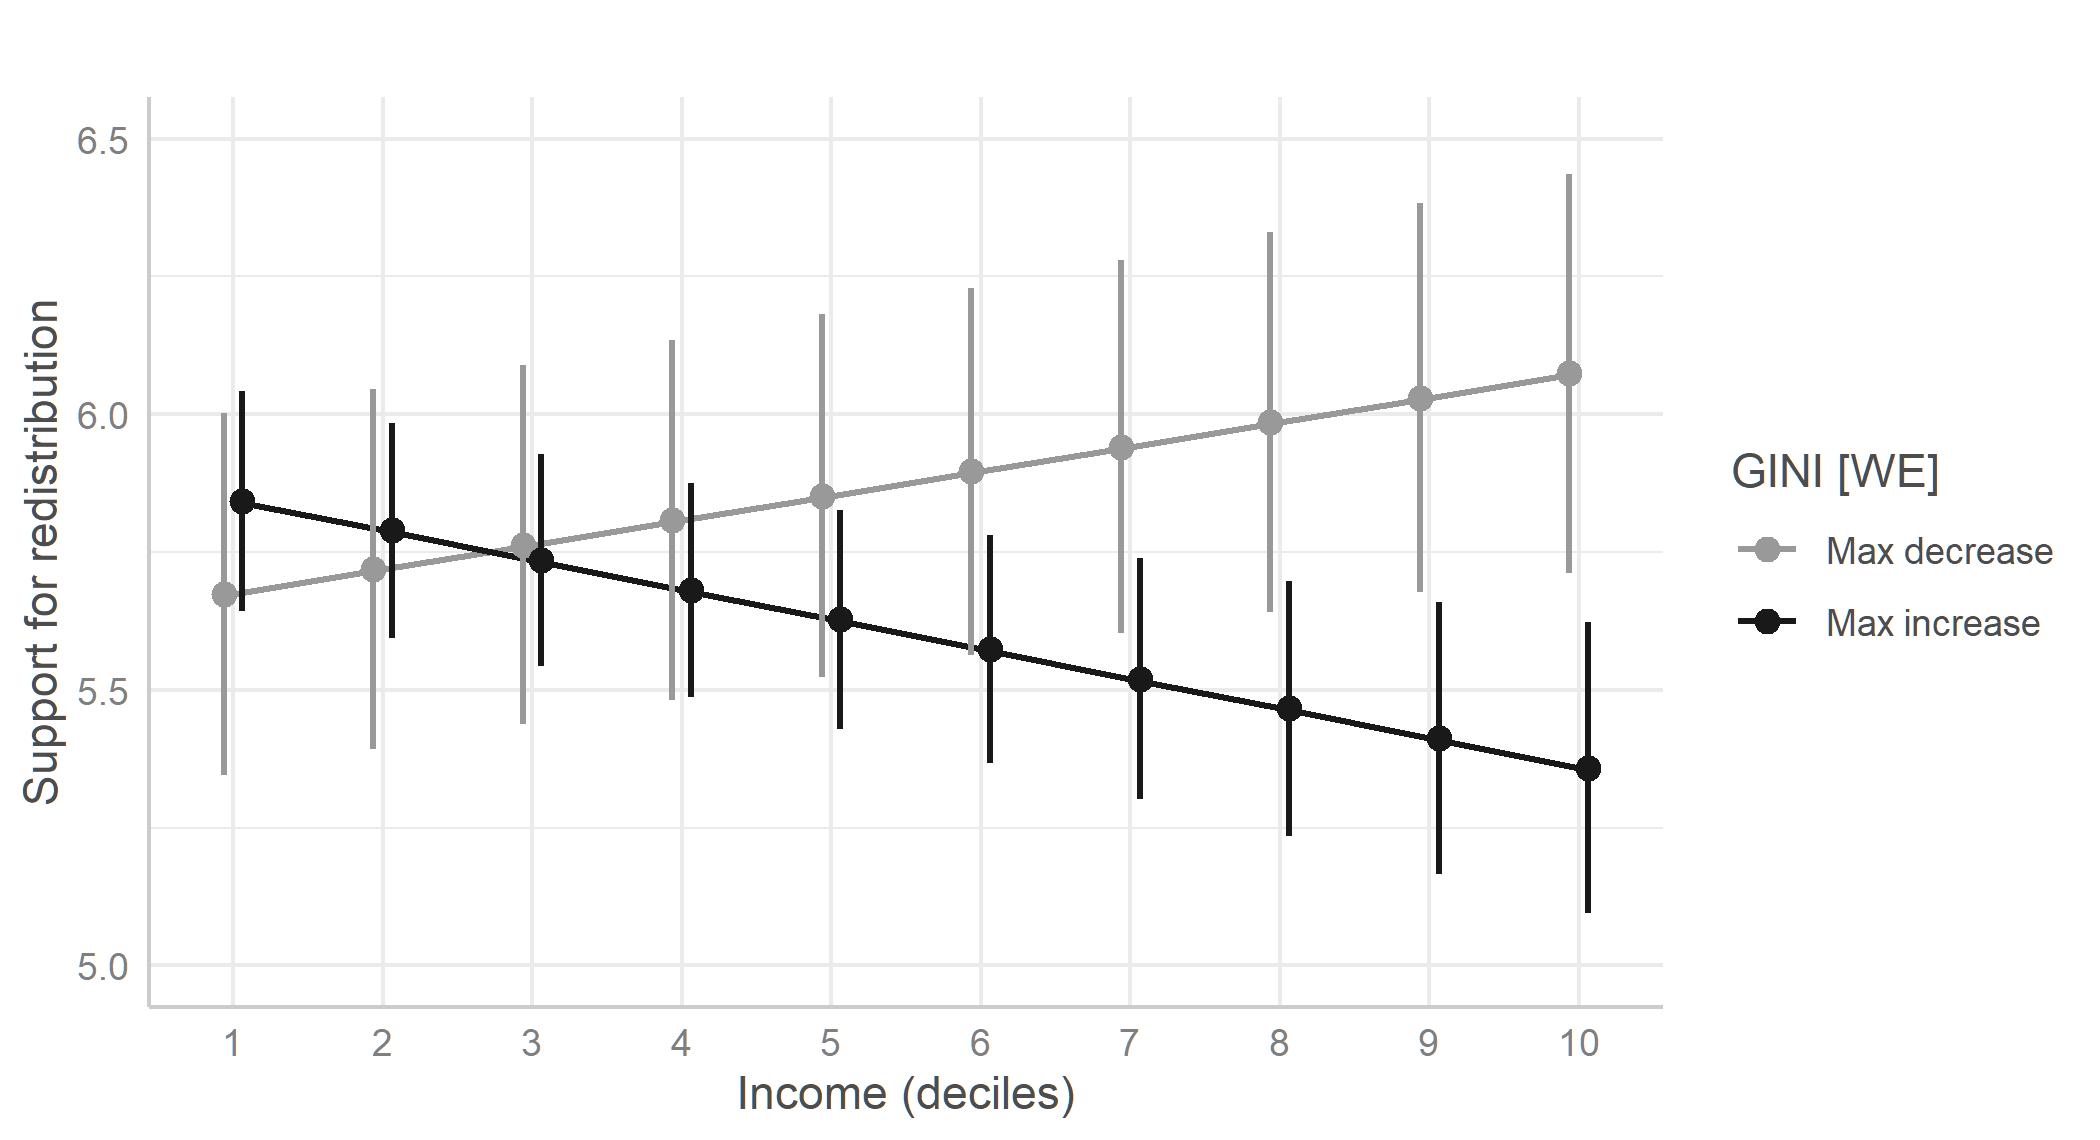 6.5
6.0
5.5
5.0
Support for redistribution
1 2 3 4 5 6 7 8 9 10
Income (deciles)
GINI [WE]
Max decrease
Max increase